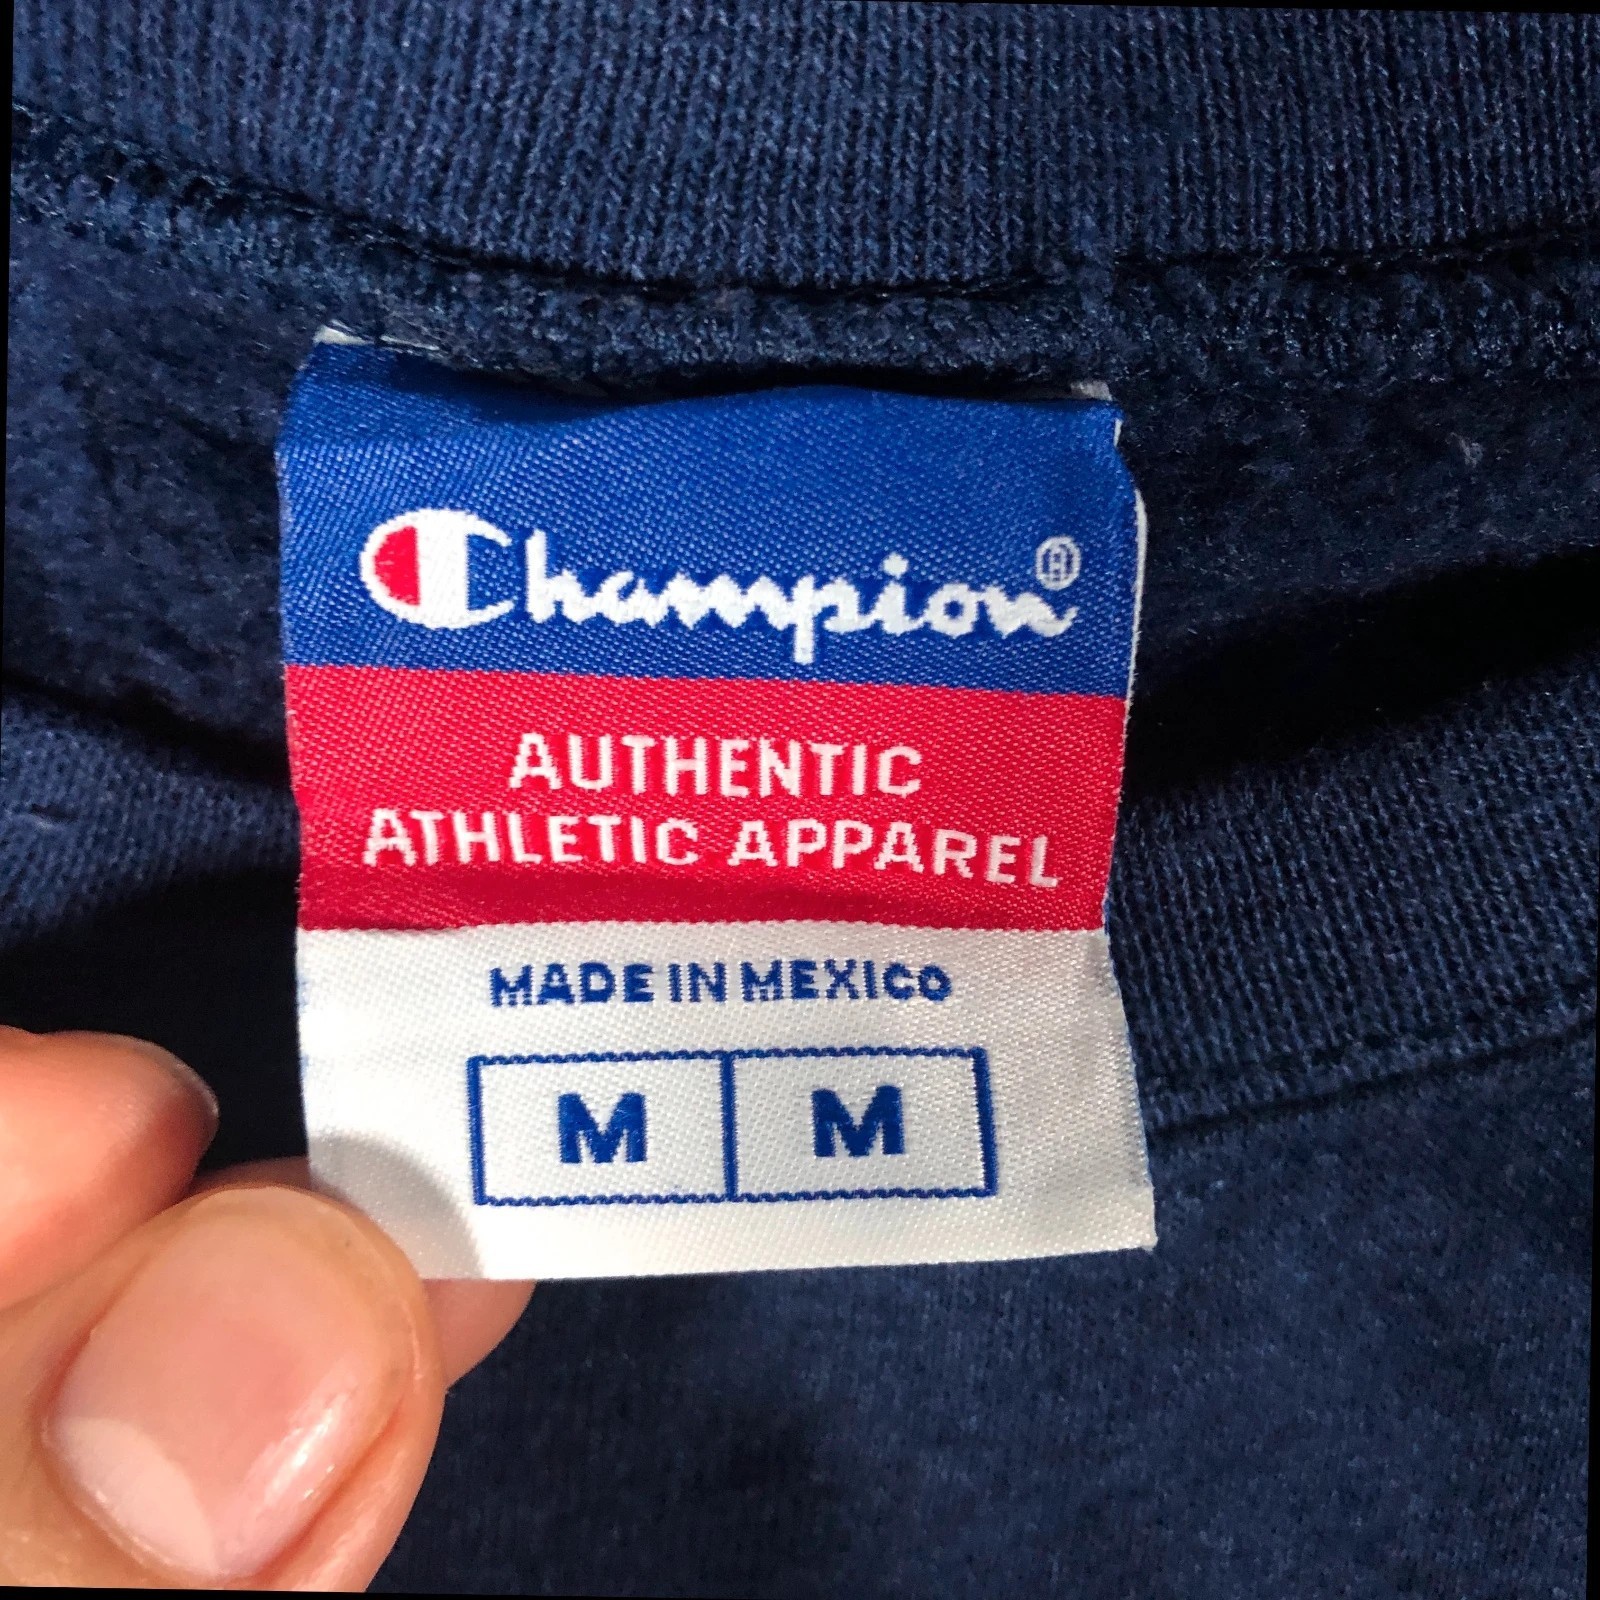 Champion®
AUTHENTIC
ATHLETIC APPAREL
MADE IN MEXICO
M M